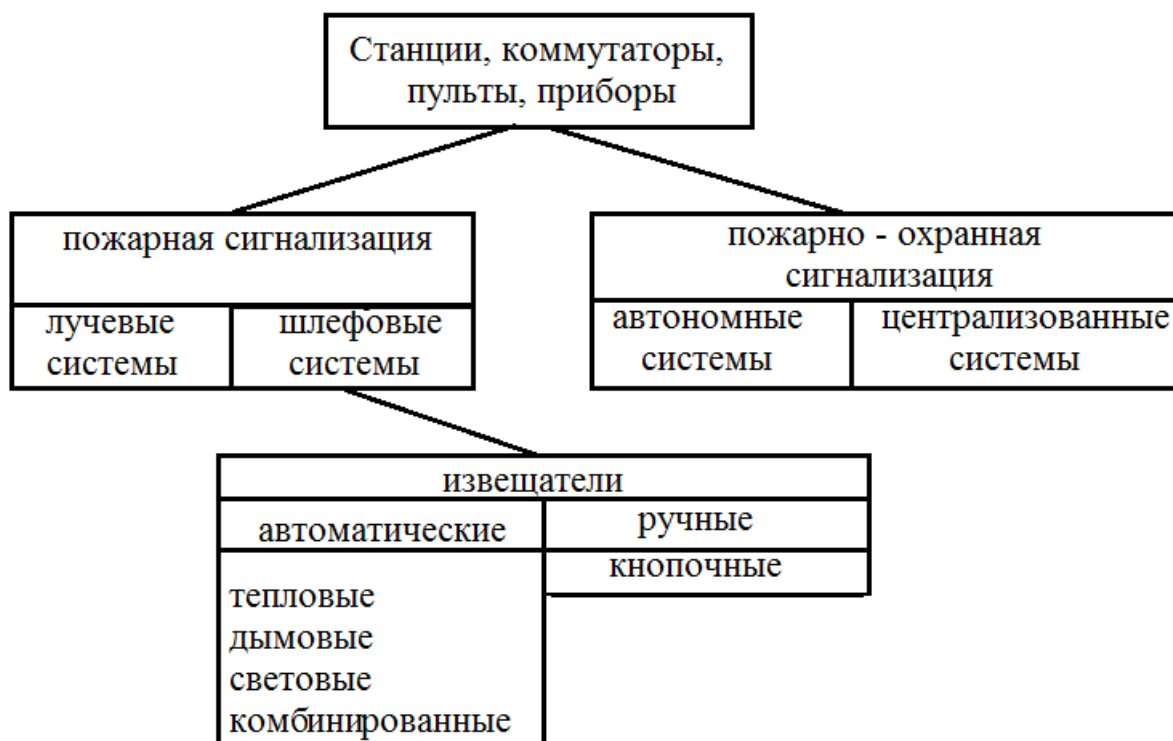 Станции, коммутаторы,
пульты, приборы
пожарная сигнализация
пожарно - охранная
сигнализация
лучевые
системы
шлефовые
системы
автономные
системы
централизованные
системы
извещатели
автоматические
ручные
кнопочные
тепловые
дымовые
световые
комбинированные